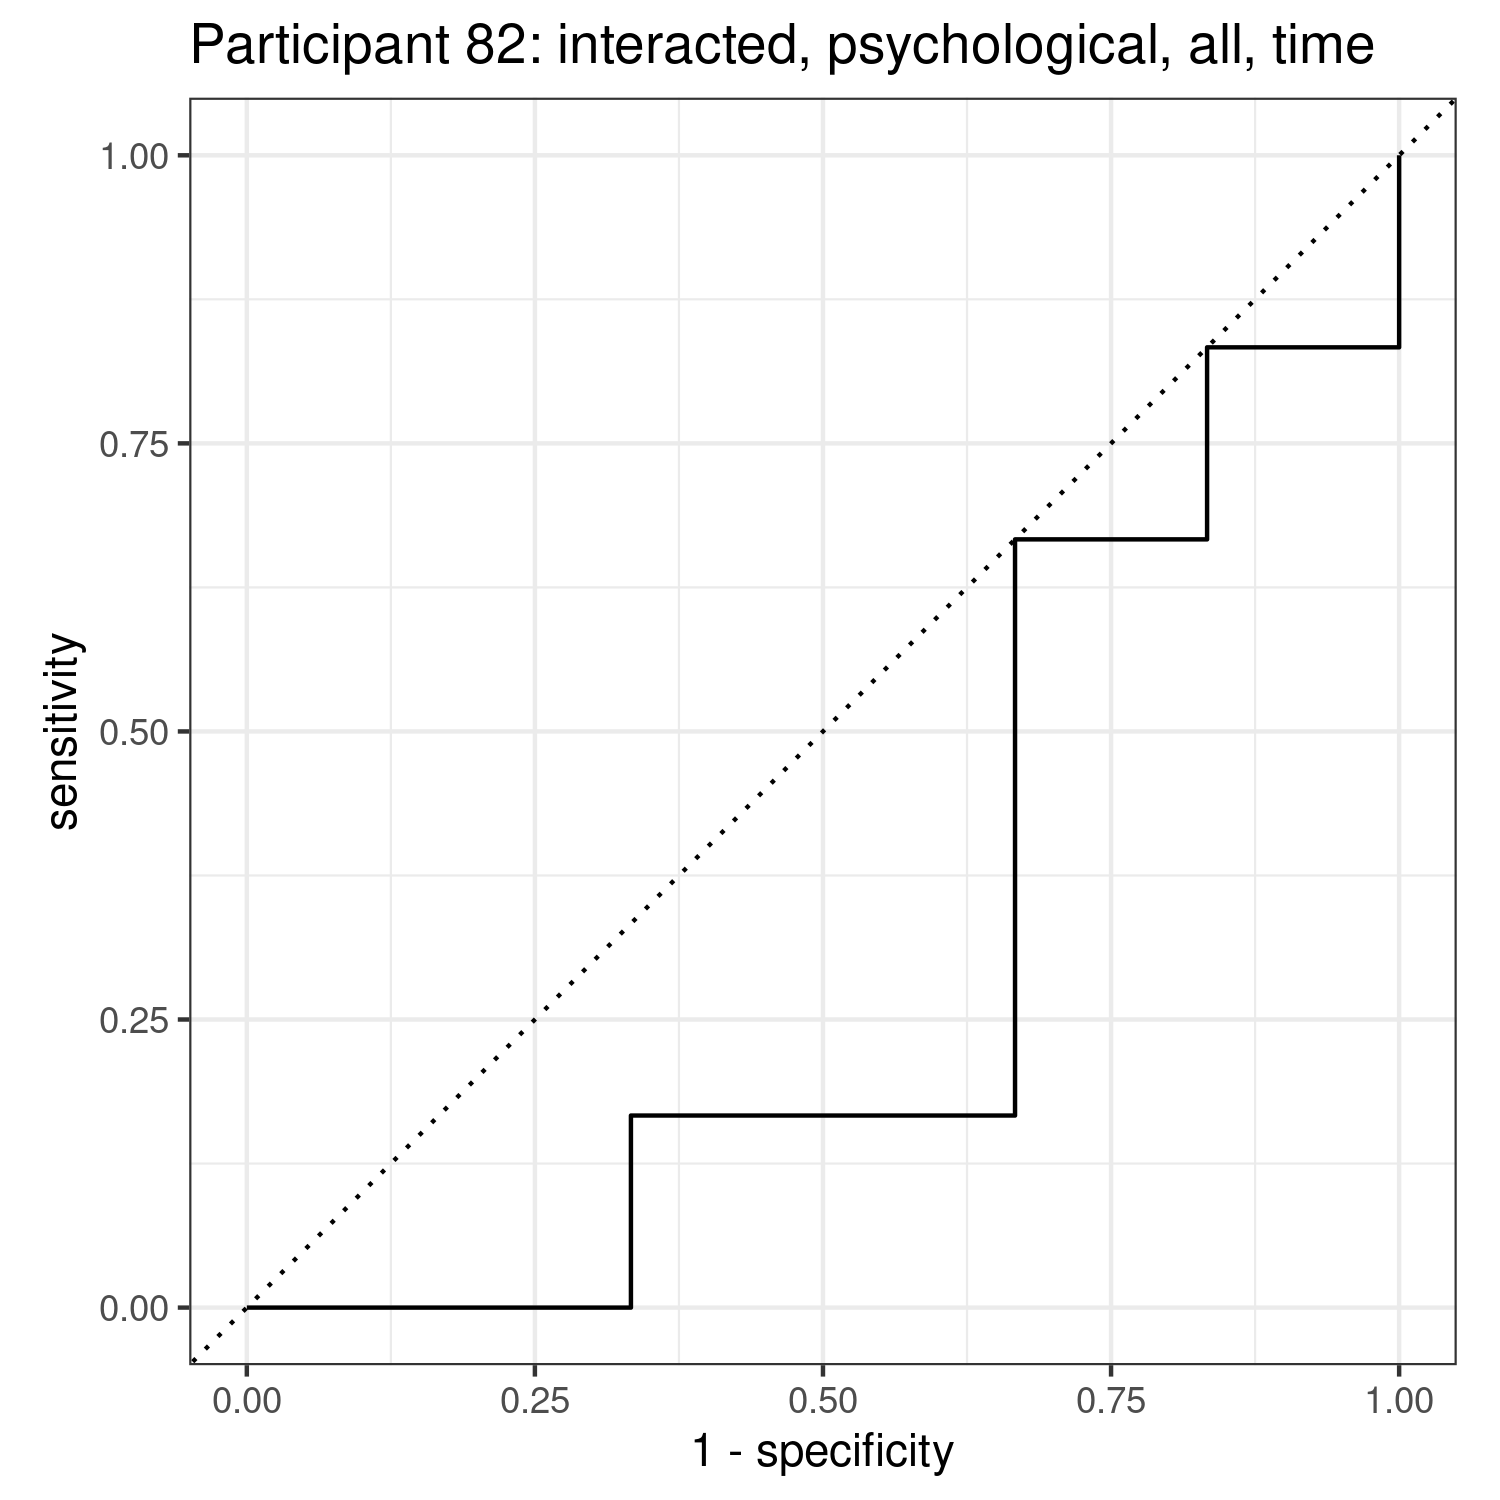 Participant 82: interacted, psychological, all, time
1.00
0.75
0.50
0.25
0.00
sensitivity
0.00 0.25 0.50 0.75 1.00
1 - specificity